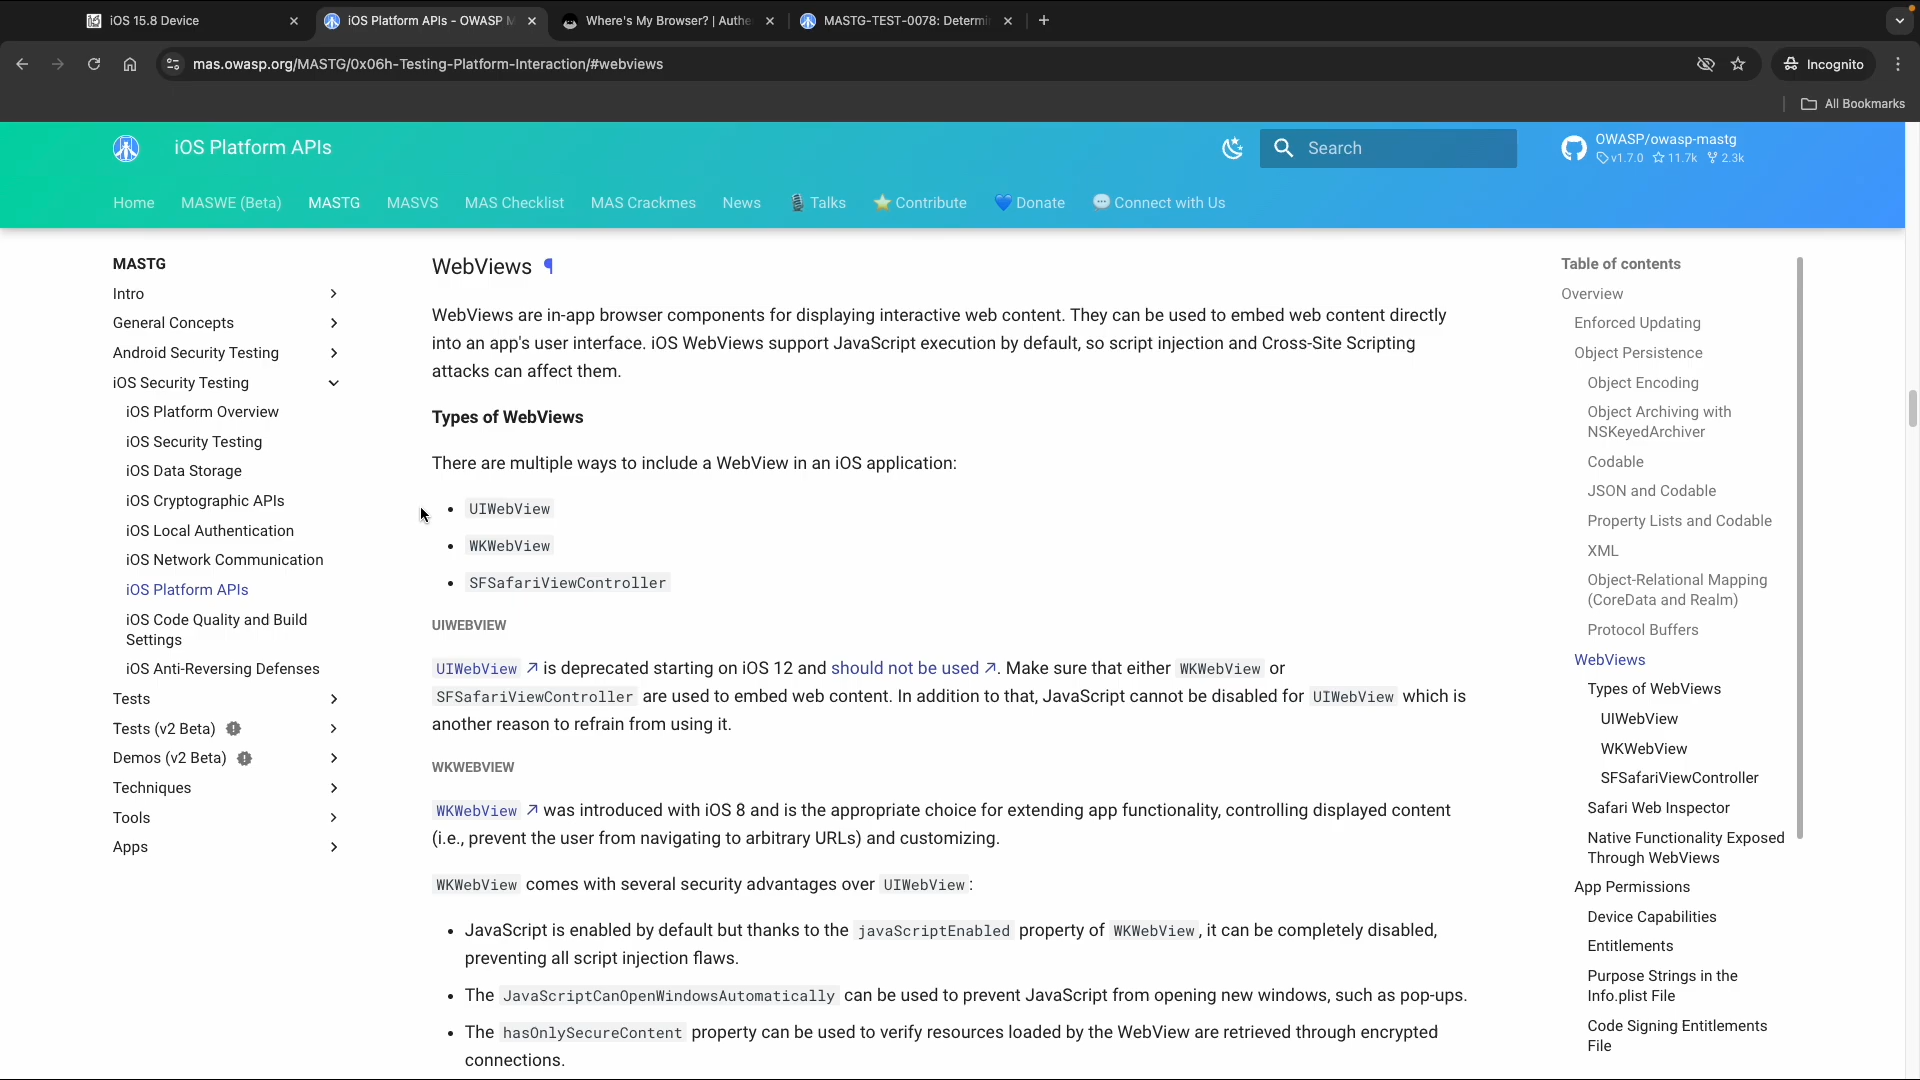 iOS 15.8 Device
iOS Platform APIs - OWASP M
Where's My Browser? | Authe
MASTG-TEST-0078: Determi
mas.owasp.org/MASTG/0x06h-Testing-Platform-Interaction/#webviews
Incognito
All Bookmarks
iOS Platform APIs
Search
OWASP/owasp-mastg
v1.7.0 11.7k 2.3k
Home MASWE (Beta) MASTG MASVS MAS Checklist MAS Crackmes News Talks Contribute Donate Connect with Us
MASTG
Intro
General Concepts
Android Security Testing
iOS Security Testing
iOS Platform Overview
iOS Security Testing
iOS Data Storage
iOS Cryptographic APIs
iOS Local Authentication
iOS Network Communication
iOS Platform APIs
iOS Code Quality and Build
Settings
iOS Anti-Reversing Defenses
Tests
Tests (v2 Beta)
Demos (v2 Beta)
Techniques
Tools
Apps
WebViews ¶
WebViews are in-app browser components for displaying interactive web content. They can be used to embed web content directly
into an app's user interface. iOS WebViews support JavaScript execution by default, so script injection and Cross-Site Scripting
attacks can affect them.
Types of WebViews
There are multiple ways to include a WebView in an iOS application:
• UIWebView
• WKWebView
• SFSafariViewController
UIWEBVIEW
UIWebView is deprecated starting on iOS 12 and should not be used. Make sure that either WKWebView or
SFSafariViewController are used to embed web content. In addition to that, JavaScript cannot be disabled for UIWebView which is
another reason to refrain from using it.
WKWEBVIEW
WKWebView was introduced with iOS 8 and is the appropriate choice for extending app functionality, controlling displayed content
(i.e., prevent the user from navigating to arbitrary URLs) and customizing.
WKWebView comes with several security advantages over UIWebView:
• JavaScript is enabled by default but thanks to the javaScriptEnabled property of WKWebView, it can be completely disabled,
preventing all script injection flaws.
• The JavaScriptCanOpenWindowsAutomatically can be used to prevent JavaScript from opening new windows, such as pop-ups.
• The hasOnlySecureContent property can be used to verify resources loaded by the WebView are retrieved through encrypted
connections.
Table of contents
Overview
Enforced Updating
Object Persistence
Object Encoding
Object Archiving with
NSKeyedArchiver
Codable
JSON and Codable
Property Lists and Codable
XML
Object-Relational Mapping
(CoreData and Realm)
Protocol Buffers
WebViews
Types of WebViews
UIWebView
WKWebView
SFSafariViewController
Safari Web Inspector
Native Functionality Exposed
Through WebViews
App Permissions
Device Capabilities
Entitlements
Purpose Strings in the
Info.plist File
Code Signing Entitlements
File